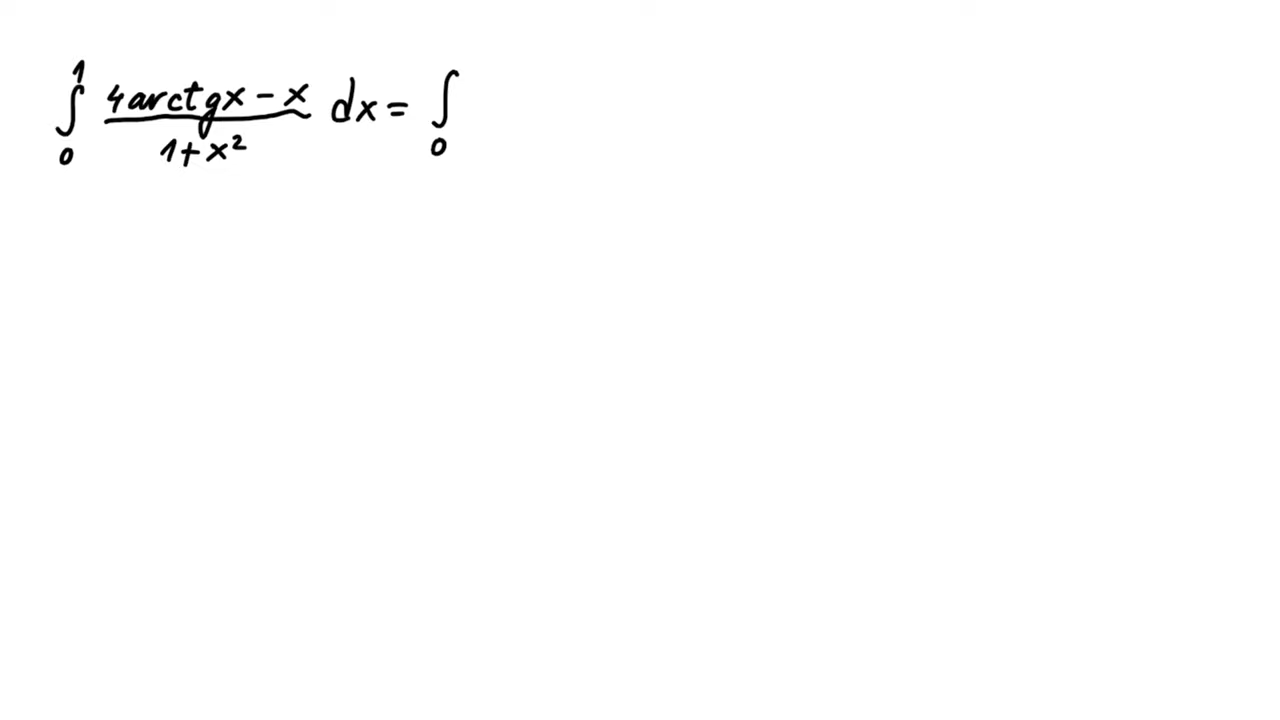 ∫₀¹ (4arctgx - x)/(1+x²) dx = ∫₀